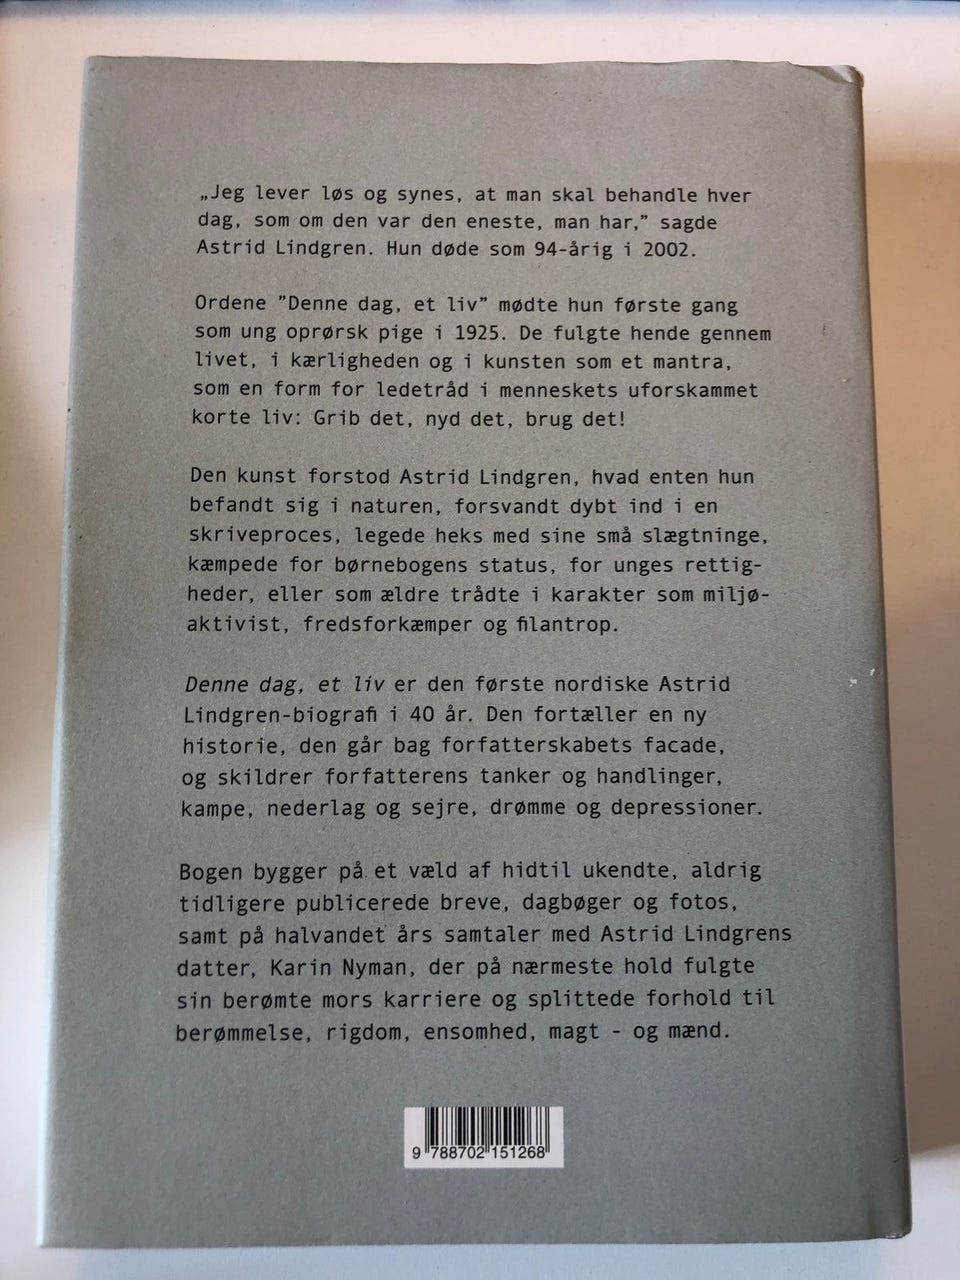 „Jeg lever løs og synes, at man skal behandle hver
dag, som om den var den eneste, man har,” sagde
Astrid Lindgren. Hun døde som 94-årig i 2002.
Ordene ”Denne dag, et liv” mødte hun første gang
som ung oprørsk pige i 1925. De fulgte hende gennem
livet, i kærligheden og i kunsten som et mantra,
som en form for ledetråd i menneskets uforskammet
korte liv: Grib det, nyd det, brug det!
Den kunst forstod Astrid Lindgren, hvad enten hun
befandt sig i naturen, forsvandt dybt ind i en
skriveproces, legede heks med sine små slægtninge,
kæmpede for børnebogens status, for unges rettig-
heder, eller som ældre trådte i karakter som miljø-
aktivist, fredsforkæmper og filantrop.
Denne dag, et liv er den første nordiske Astrid
Lindgren-biografi i 40 år. Den fortæller en ny
historie, den går bag forfatterskabets facade,
og skildrer forfatterens tanker og handlinger,
kampe, nederlag og sejre, drømme og depressioner.
Bogen bygger på et væld af hidtil ukendte, aldrig
tidligere publicerede breve, dagbøger og fotos,
samt på halvandet års samtaler med Astrid Lindgrens
datter, Karin Nyman, der på nærmeste hold fulgte
sin berømte mors karriere og splittede forhold til
berømmelse, rigdom, ensomhed, magt - og mænd.
9 788702 151268